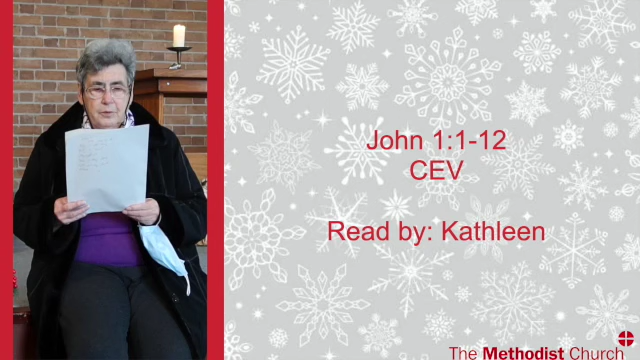 John 1:1-12
CEV
Read by: Kathleen
The Methodist Church